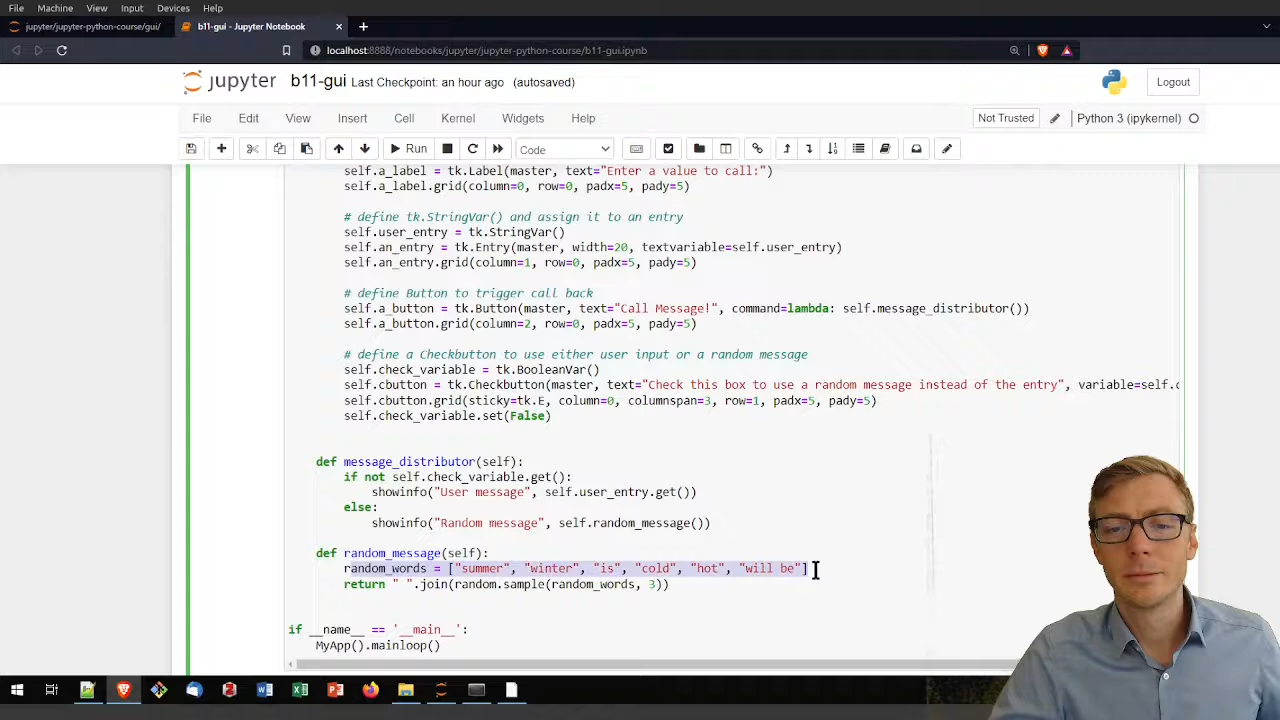 File Machine View Input Devices Help
jupyter/jupyter-python-course/gui/
b11-gui - Jupyter Notebook
localhost:8888/notebooks/jupyter/jupyter-python-course/b11-gui.ipynb
jupyter b11-gui Last Checkpoint: an hour ago (autosaved)
Logout
File Edit View Insert Cell Kernel Widgets Help
Not Trusted
Python 3 (ipykernel)
Run
Code
self.a_label = tk.Label(master, text="Enter a value to call:")
self.a_label.grid(column=0, row=0, padx=5, pady=5)
# define tk.StringVar() and assign it to an entry
self.user_entry = tk.StringVar()
self.an_entry = tk.Entry(master, width=20, textvariable=self.user_entry)
self.an_entry.grid(column=1, row=0, padx=5, pady=5)
# define Button to trigger call back
self.a_button = tk.Button(master, text="Call Message!", command=lambda: self.message_distributor())
self.a_button.grid(column=2, row=0, padx=5, pady=5)
# define a Checkbutton to use either user input or a random message
self.check_variable = tk.BooleanVar()
self.cbutton = tk.Checkbutton(master, text="Check this box to use a random message instead of the entry", variable=self.c
self.cbutton.grid(sticky=tk.E, column=0, columnspan=3, row=1, padx=5, pady=5)
self.check_variable.set(False)
def message_distributor(self):
if not self.check_variable.get():
showinfo("User message", self.user_entry.get())
else:
showinfo("Random message", self.random_message())
def random_message(self):
random_words = ["summer", "winter", "is", "cold", "hot", "will be"]
return " ".join(random.sample(random_words, 3))
if __name__ == '__main__':
MyApp().mainloop()